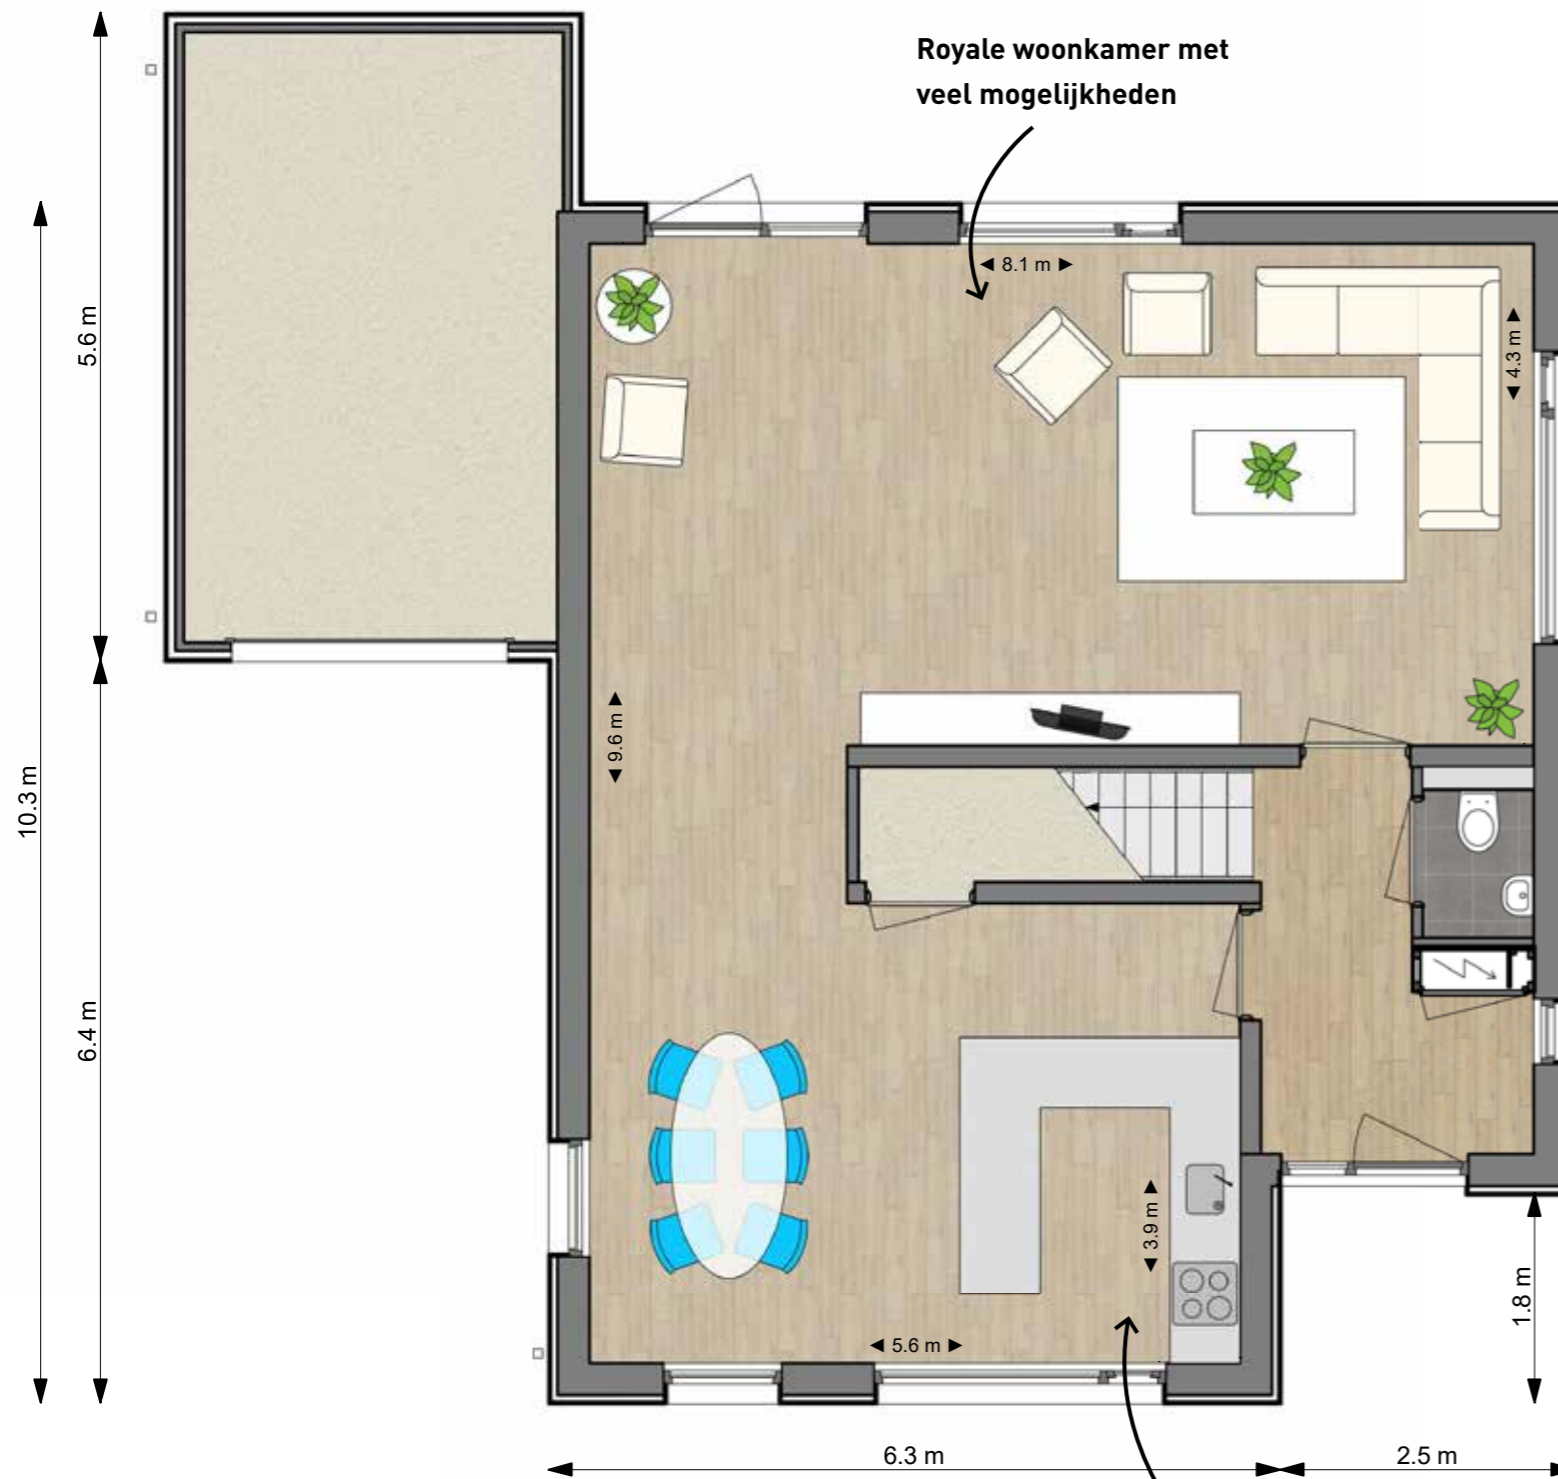 Royale woonkamer met
veel mogelijkheden
8.1 m
4.3 m
5.6 m
9.6 m
10.3 m
6.4 m
3.9 m
1.8 m
5.6 m
6.3 m
2.5 m